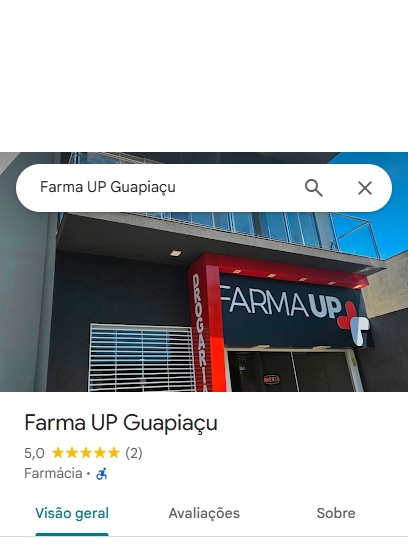 Farma UP Guapiaçu
DROGARIA
FARMA UP
ABERTO
Farma UP Guapiaçu
5,0 (2)
Farmácia ·
Visão geral
Avaliações
Sobre